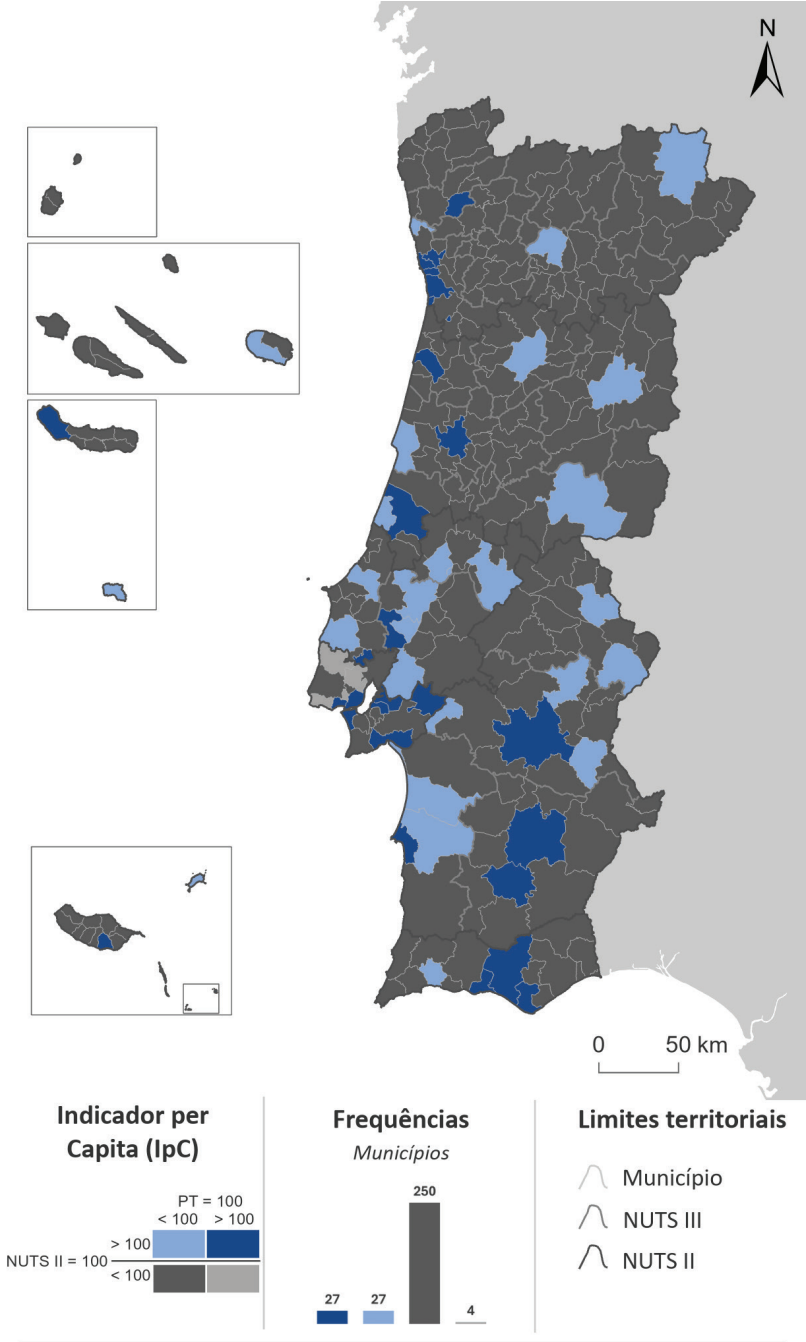 N
0 50 km
Indicador per
Capita (IpC)
PT = 100
< 100 > 100
> 100
NUTS II = 100
< 100
Frequências
Municípios
250
27 27
4
Limites territoriais
Município
NUTS III
NUTS II